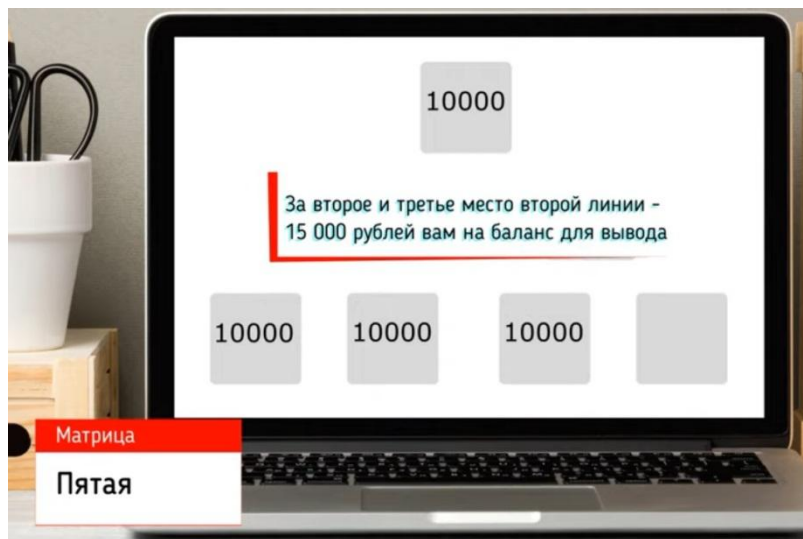 10000
За второе и третье место второй линии -
15 000 рублей вам на баланс для вывода
10000 10000 10000
Матрица
Пятая